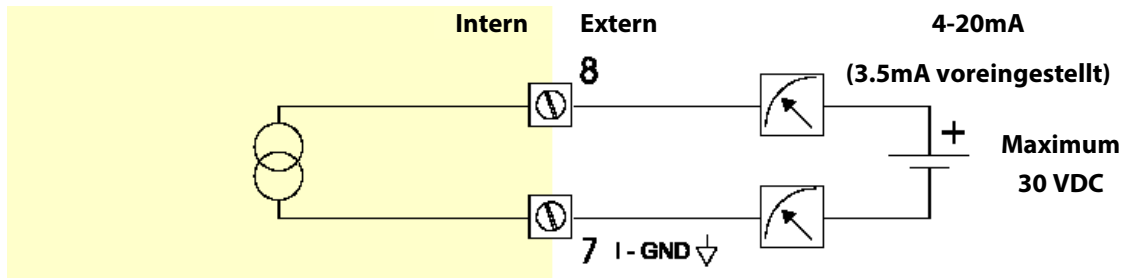 Intern Extern 4-20mA
8 (3.5mA voreingestellt)
+ Maximum
30 VDC
7 I - GND